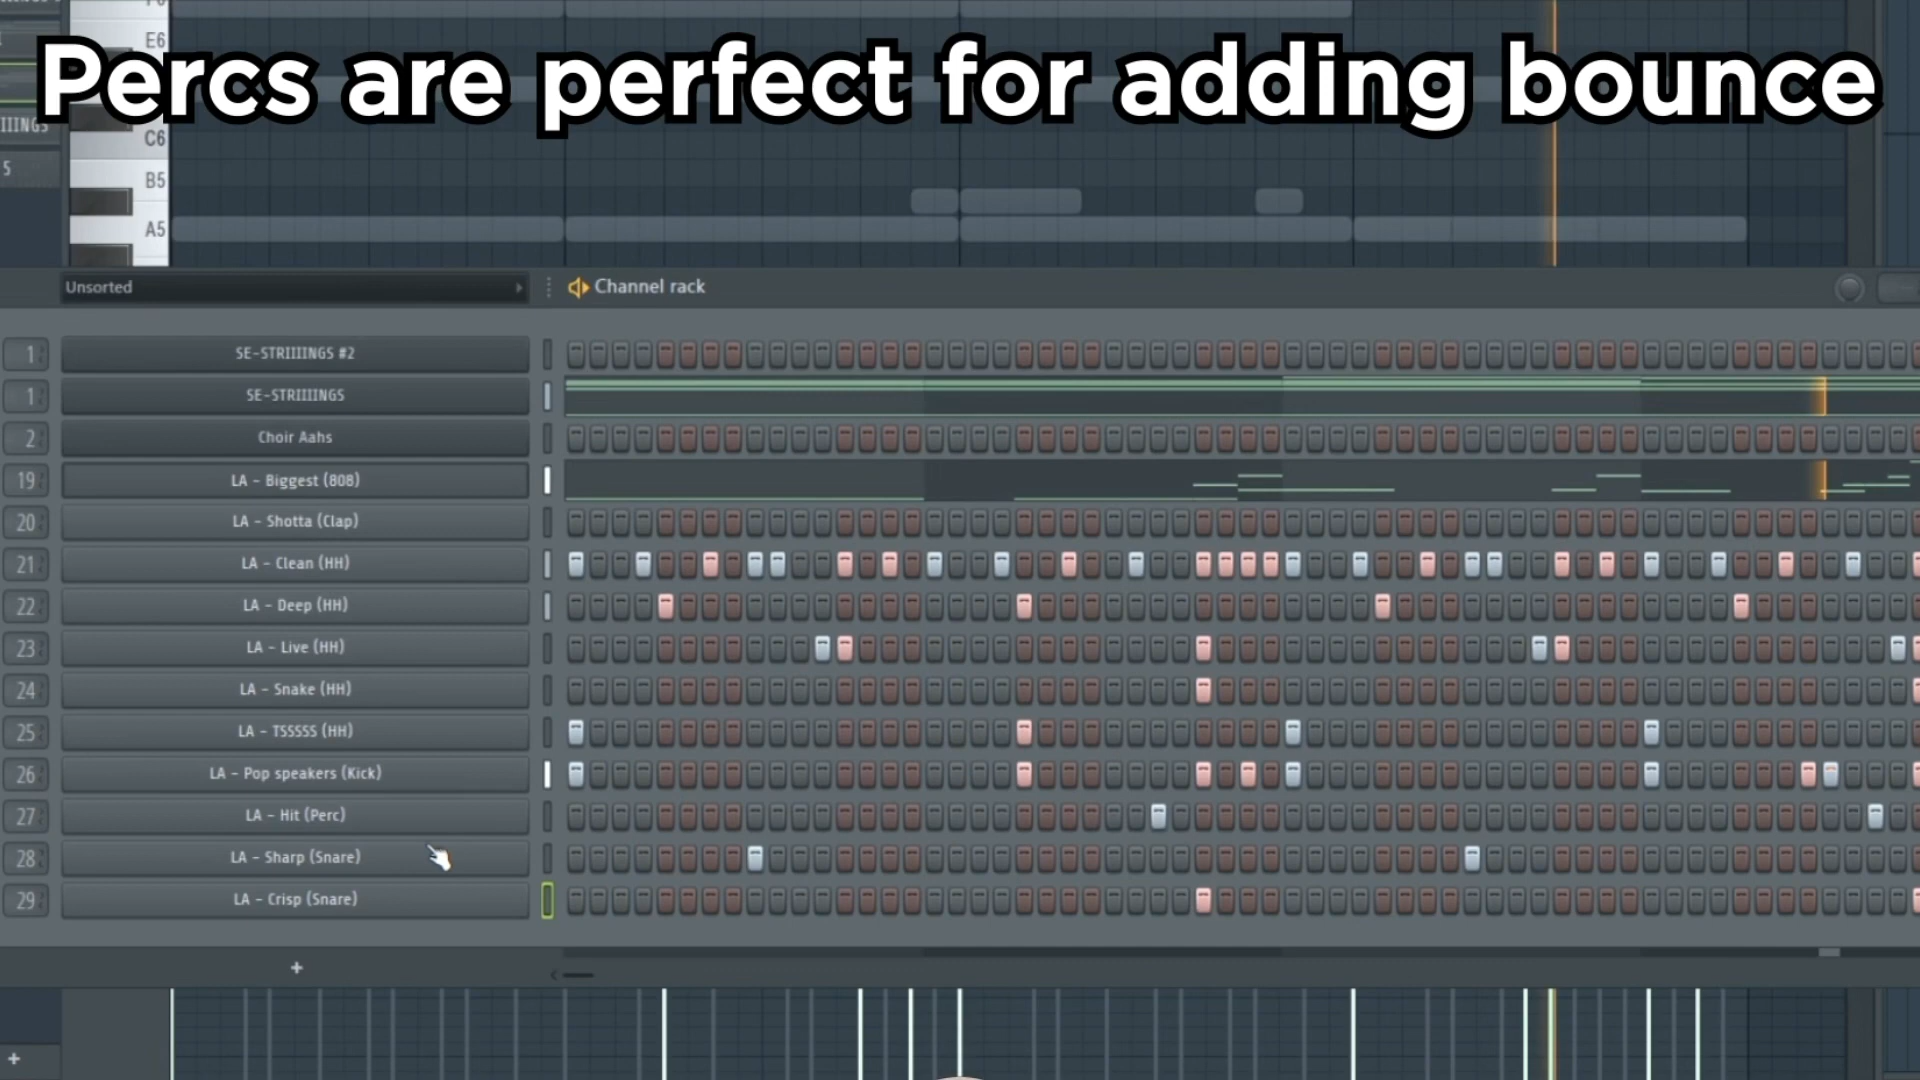 E6
Percs are perfect for adding bounce
IIINGS
C6
5
B5
A5
Unsorted
Channel rack
1 SE-STRIIIINGS #2
1 SE-STRIIIINGS
2 Choir Aahs
19 LA - Biggest (808)
20 LA - Shotta (Clap)
21 LA - Clean (HH)
22 LA - Deep (HH)
23 LA - Live (HH)
24 LA - Snake (HH)
25 LA - TSSSSS (HH)
26 LA - Pop speakers (Kick)
27 LA - Hit (Perc)
28 LA - Sharp (Snare)
29 LA - Crisp (Snare)
+
+